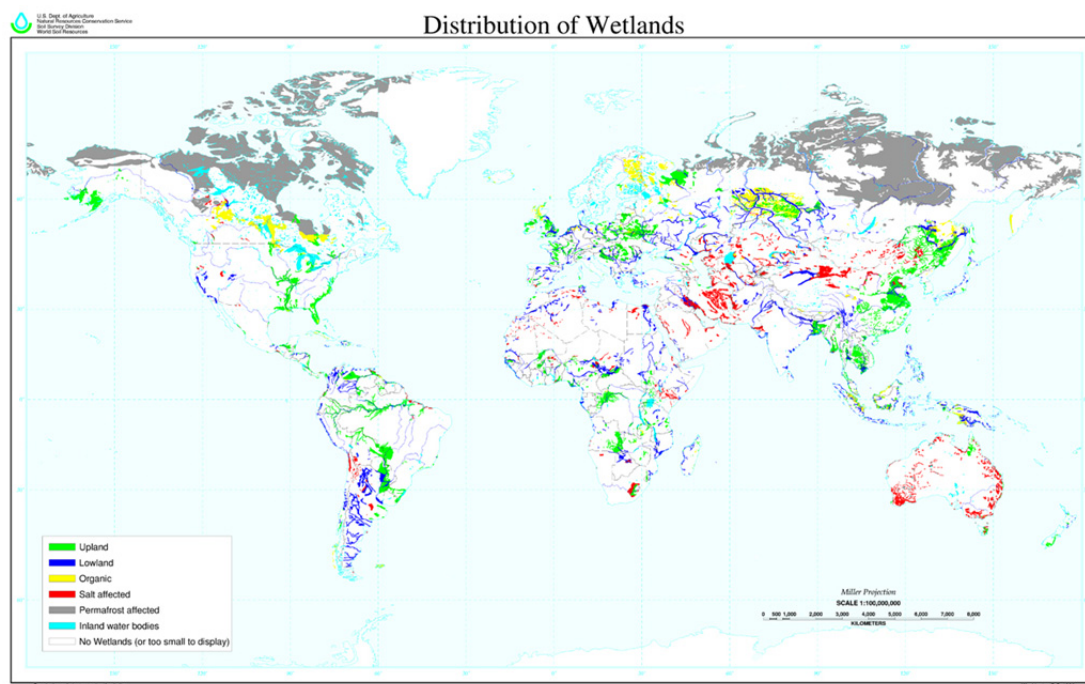 U.S. Dept. of Agriculture
Natural Resources Conservation Service
Soil Survey Division
World Soil Resources
Distribution of Wetlands
Upland
Lowland
Organic
Salt affected
Permafrost affected
Inland water bodies
No Wetlands (or too small to display)
Miller Projection
SCALE 1:100,000,000
0 500 1,000 2,000 3,000 4,000 5,000 6,000 7,000 8,000
KILOMETERS